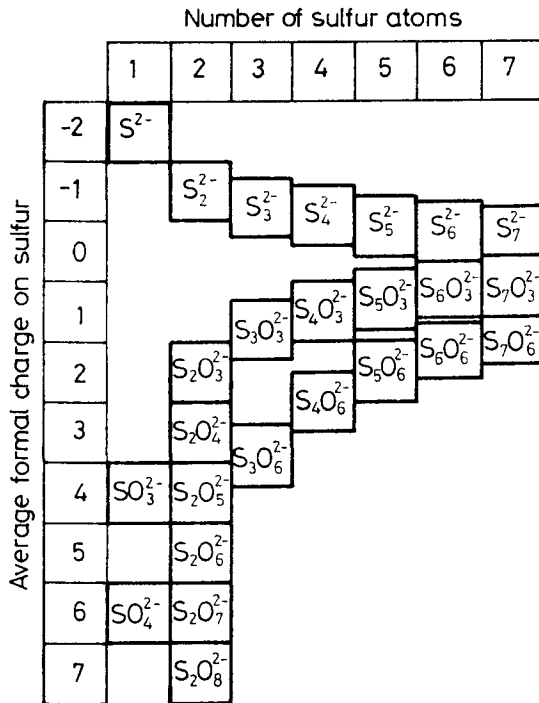 Number of sulfur atoms
1 2 3 4 5 6 7
Average formal charge on sulfur
-2 S²⁻
-1 S₂²⁻ S₃²⁻ S₄²⁻ S₅²⁻ S₆²⁻ S₇²⁻
0
1 S₃O₃²⁻ S₄O₃²⁻ S₅O₃²⁻ S₆O₃²⁻ S₇O₃²⁻
2 S₂O₃²⁻ S₄O₆²⁻ S₅O₆²⁻ S₆O₆²⁻ S₇O₆²⁻
3 S₂O₄²⁻ S₃O₆²⁻
4 SO₃²⁻ S₂O₅²⁻
5 S₂O₆²⁻
6 SO₄²⁻ S₂O₇²⁻
7 S₂O₈²⁻